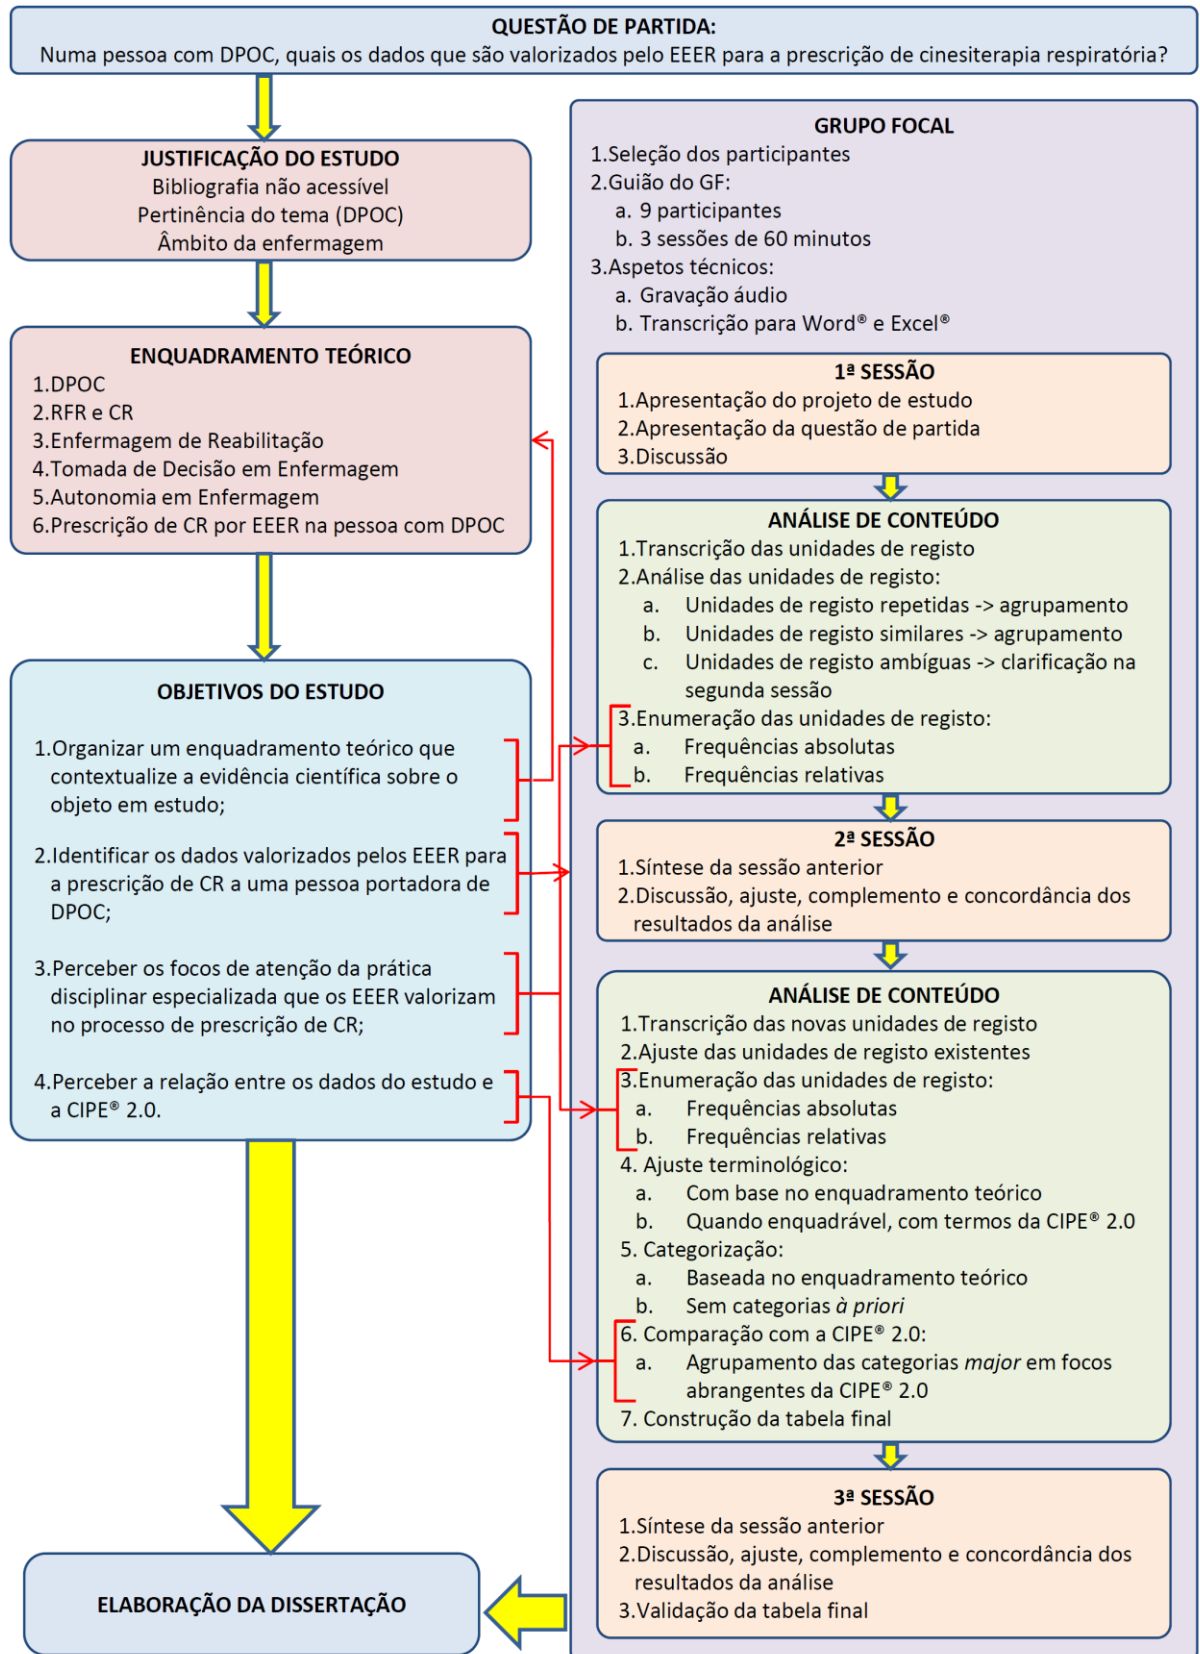 QUESTÃO DE PARTIDA:
Numa pessoa com DPOC, quais os dados que são valorizados pelo EEER para a prescrição de cinesiterapia respiratória?
JUSTIFICAÇÃO DO ESTUDO
Bibliografia não acessível
Pertinência do tema (DPOC)
Âmbito da enfermagem
ENQUADRAMENTO TEÓRICO
1.DPOC
2.RFR e CR
3.Enfermagem de Reabilitação
4.Tomada de Decisão em Enfermagem
5.Autonomia em Enfermagem
6.Prescrição de CR por EEER na pessoa com DPOC
OBJETIVOS DO ESTUDO
1.Organizar um enquadramento teórico que
contextualize a evidência científica sobre o
objeto em estudo;
2.Identificar os dados valorizados pelos EEER para
a prescrição de CR a uma pessoa portadora de
DPOC;
3.Perceber os focos de atenção da prática
disciplinar especializada que os EEER valorizam
no processo de prescrição de CR;
4.Perceber a relação entre os dados do estudo e
a CIPE® 2.0.
ELABORAÇÃO DA DISSERTAÇÃO
GRUPO FOCAL
1.Seleção dos participantes
2.Guião do GF:
a. 9 participantes
b. 3 sessões de 60 minutos
3.Aspetos técnicos:
a. Gravação áudio
b. Transcrição para Word® e Excel®
1ª SESSÃO
1.Apresentação do projeto de estudo
2.Apresentação da questão de partida
3.Discussão
ANÁLISE DE CONTEÚDO
1.Transcrição das unidades de registo
2.Análise das unidades de registo:
a. Unidades de registo repetidas -> agrupamento
b. Unidades de registo similares -> agrupamento
c. Unidades de registo ambíguas -> clarificação na
segunda sessão
3.Enumeração das unidades de registo:
a. Frequências absolutas
b. Frequências relativas
2ª SESSÃO
1.Síntese da sessão anterior
2.Discussão, ajuste, complemento e concordância dos
resultados da análise
ANÁLISE DE CONTEÚDO
1.Transcrição das novas unidades de registo
2.Ajuste das unidades de registo existentes
3.Enumeração das unidades de registo:
a. Frequências absolutas
b. Frequências relativas
4. Ajuste terminológico:
a. Com base no enquadramento teórico
b. Quando enquadrável, com termos da CIPE® 2.0
5. Categorização:
a. Baseada no enquadramento teórico
b. Sem categorias à priori
6. Comparação com a CIPE® 2.0:
a. Agrupamento das categorias major em focos
abrangentes da CIPE® 2.0
7. Construção da tabela final
3ª SESSÃO
1.Síntese da sessão anterior
2.Discussão, ajuste, complemento e concordância dos
resultados da análise
3.Validação da tabela final